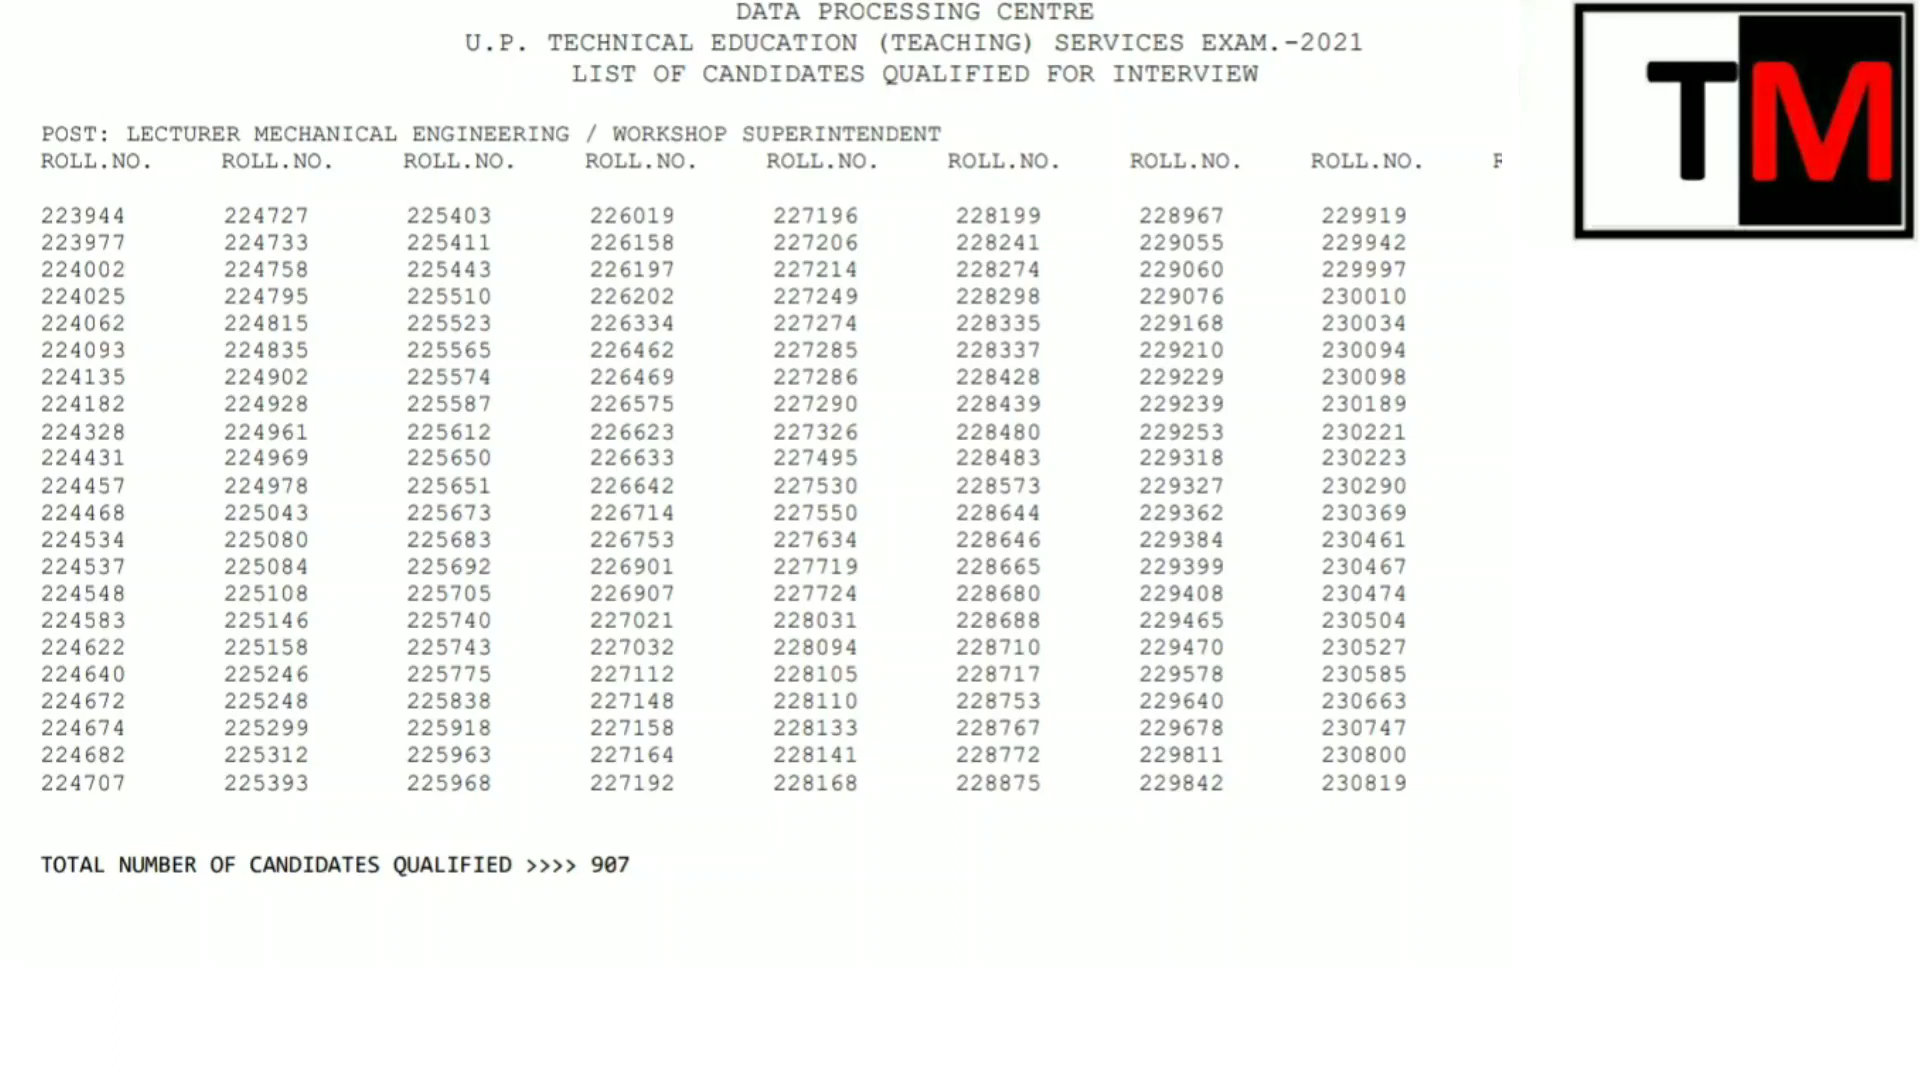 DATA PROCESSING CENTRE
U.P. TECHNICAL EDUCATION (TEACHING) SERVICES EXAM.-2021
LIST OF CANDIDATES QUALIFIED FOR INTERVIEW
TM
POST: LECTURER MECHANICAL ENGINEERING / WORKSHOP SUPERINTENDENT
ROLL.NO. ROLL.NO. ROLL.NO. ROLL.NO. ROLL.NO. ROLL.NO. ROLL.NO. ROLL.NO. R
223944 224727 225403 226019 227196 228199 228967 229919
223977 224733 225411 226158 227206 228241 229055 229942
224002 224758 225443 226197 227214 228274 229060 229997
224025 224795 225510 226202 227249 228298 229076 230010
224062 224815 225523 226334 227274 228335 229168 230034
224093 224835 225565 226462 227285 228337 229210 230094
224135 224902 225574 226469 227286 228428 229229 230098
224182 224928 225587 226575 227290 228439 229239 230189
224328 224961 225612 226623 227326 228480 229253 230221
224431 224969 225650 226633 227495 228483 229318 230223
224457 224978 225651 226642 227530 228573 229327 230290
224468 225043 225673 226714 227550 228644 229362 230369
224534 225080 225683 226753 227634 228646 229384 230461
224537 225084 225692 226901 227719 228665 229399 230467
224548 225108 225705 226907 227724 228680 229408 230474
224583 225146 225740 227021 228031 228688 229465 230504
224622 225158 225743 227032 228094 228710 229470 230527
224640 225246 225775 227112 228105 228717 229578 230585
224672 225248 225838 227148 228110 228753 229640 230663
224674 225299 225918 227158 228133 228767 229678 230747
224682 225312 225963 227164 228141 228772 229811 230800
224707 225393 225968 227192 228168 228875 229842 230819
TOTAL NUMBER OF CANDIDATES QUALIFIED >>>> 907